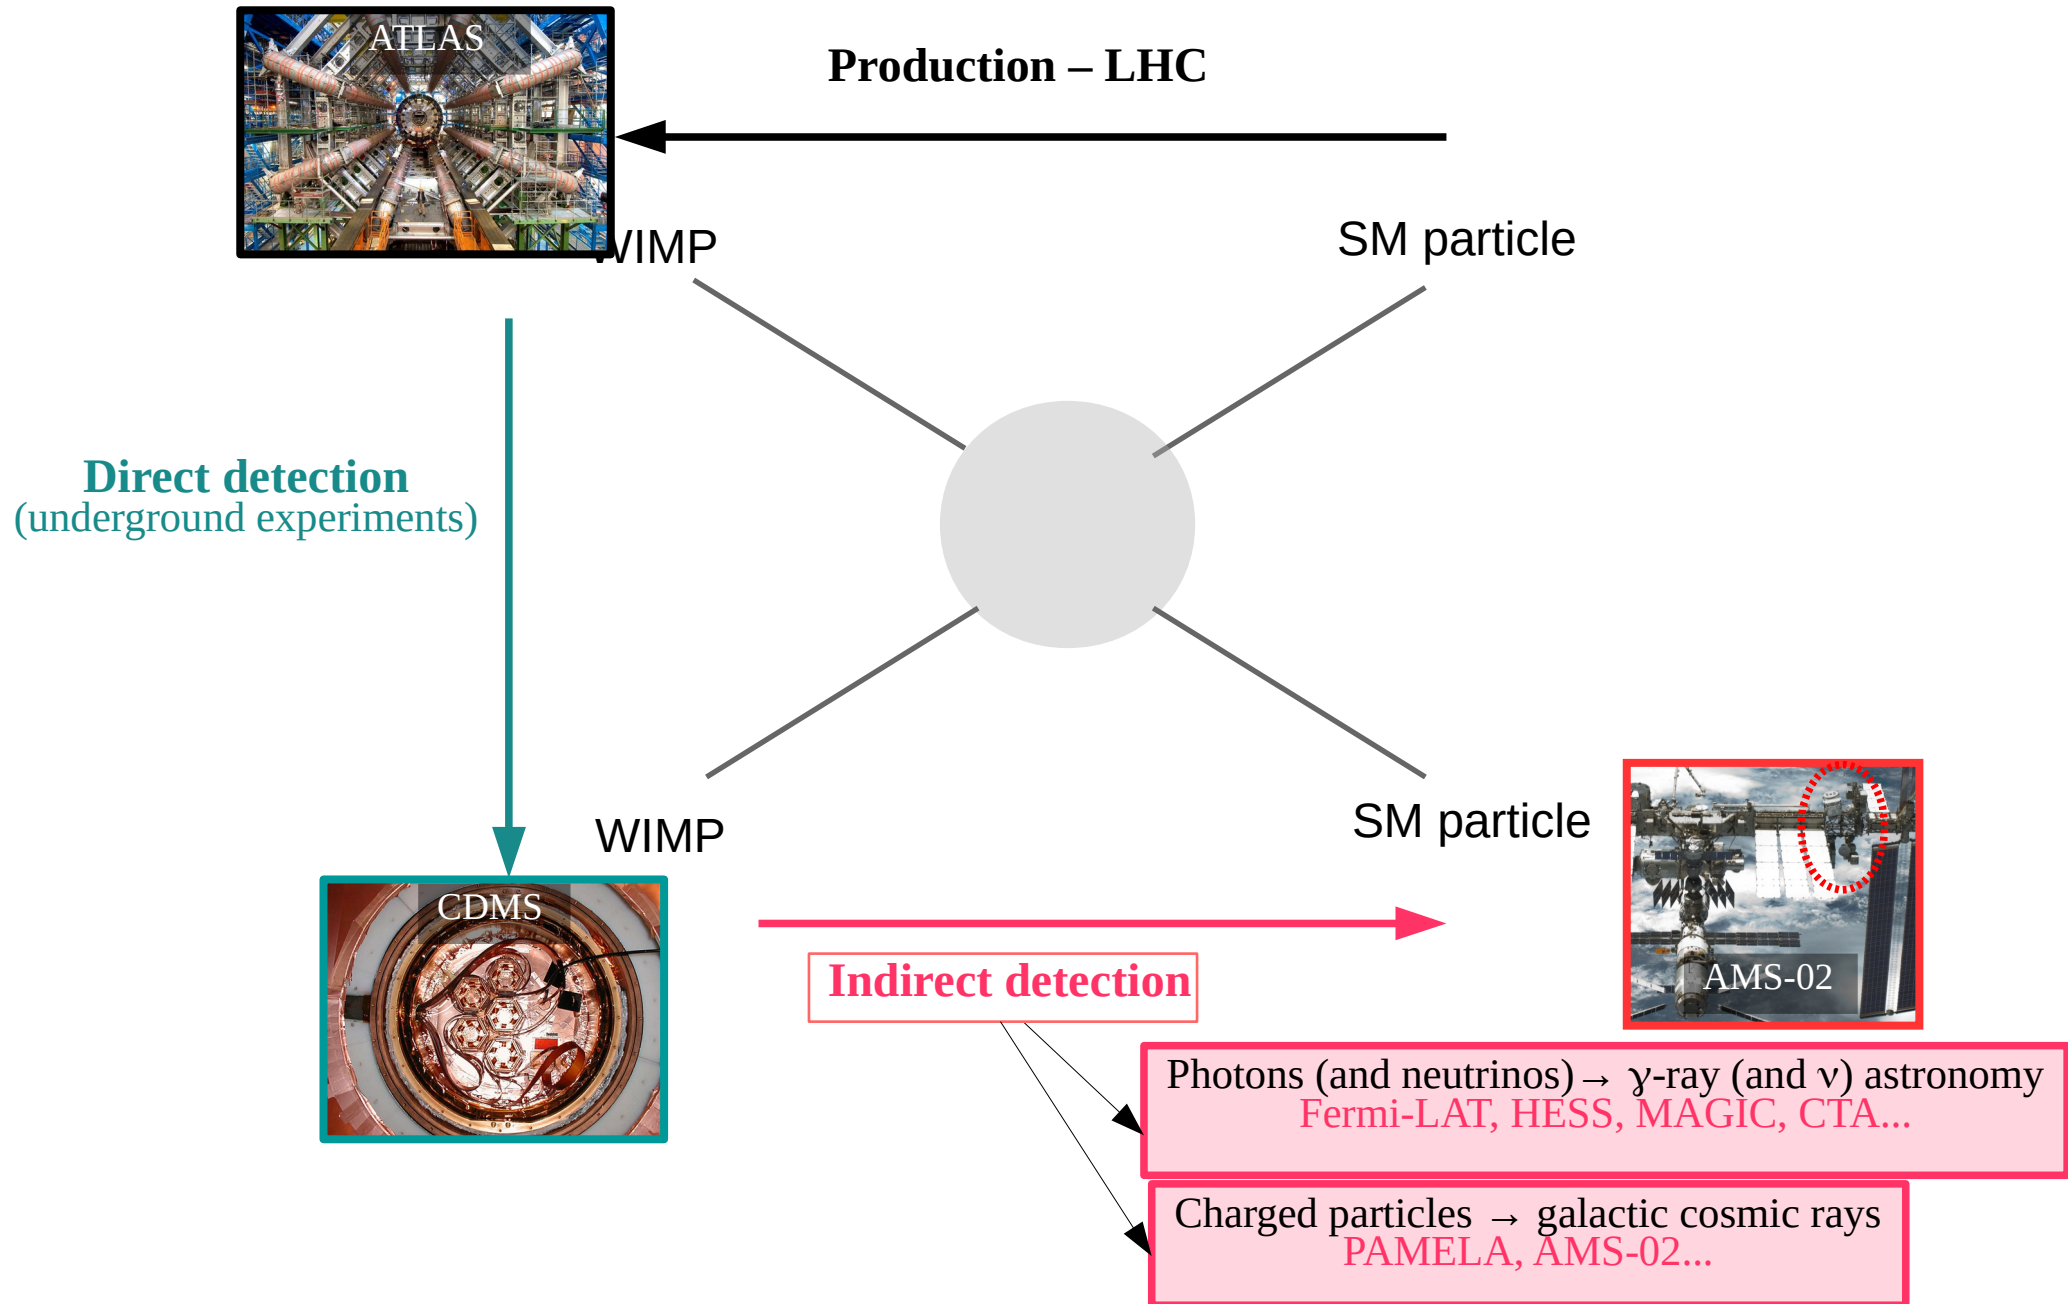 ATLAS
Production – LHC
WIMP
SM particle
Direct detection
(underground experiments)
WIMP
SM particle
CDMS
Indirect detection
AMS-02
Photons (and neutrinos)→ γ-ray (and ν) astronomy
Fermi-LAT, HESS, MAGIC, CTA...
Charged particles → galactic cosmic rays
PAMELA, AMS-02...